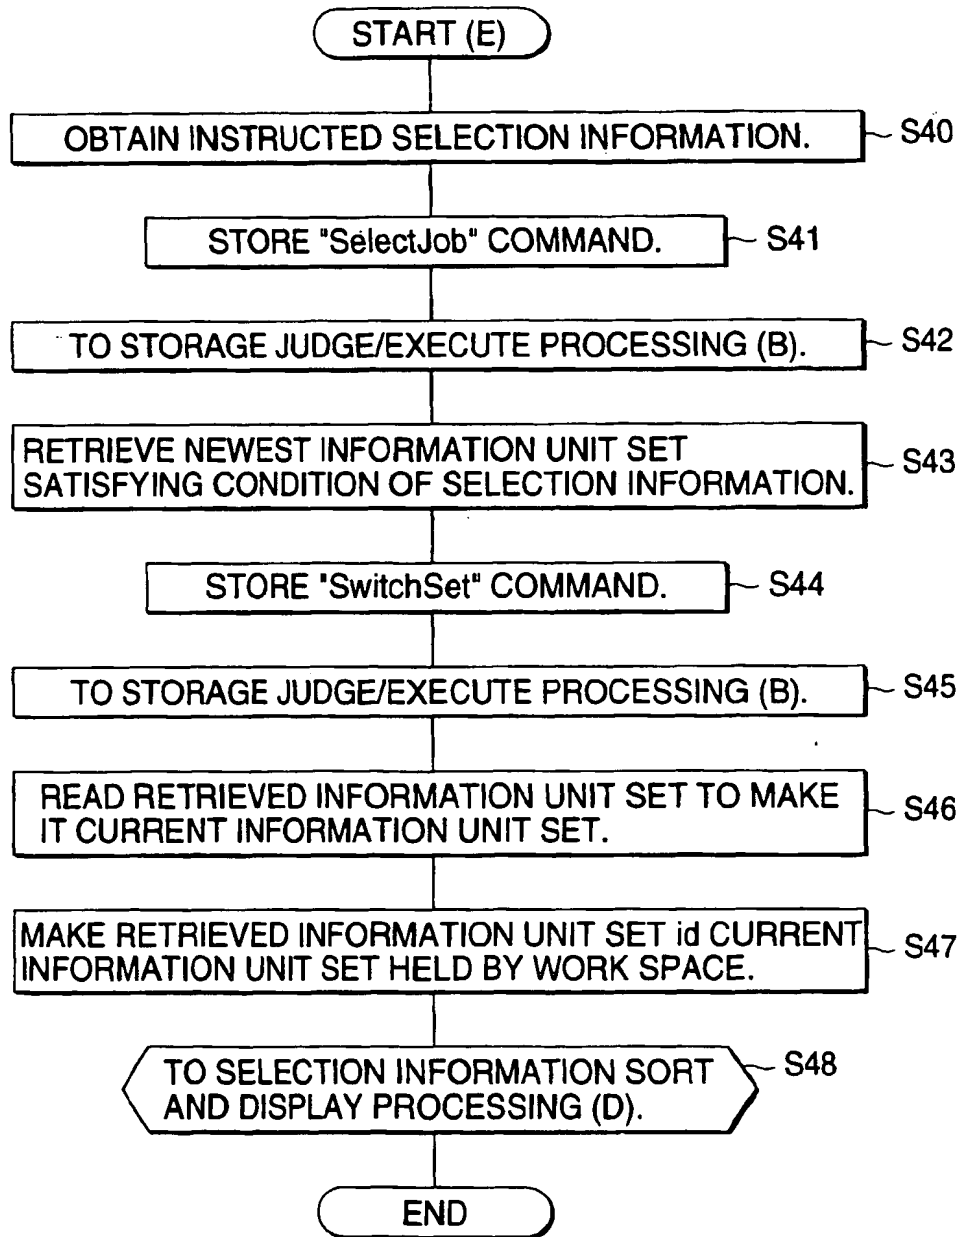 START (E)
OBTAIN INSTRUCTED SELECTION INFORMATION.
S40
STORE "SelectJob" COMMAND.
S41
TO STORAGE JUDGE/EXECUTE PROCESSING (B).
S42
RETRIEVE NEWEST INFORMATION UNIT SET
SATISFYING CONDITION OF SELECTION INFORMATION.
S43
STORE "SwitchSet" COMMAND.
S44
TO STORAGE JUDGE/EXECUTE PROCESSING (B).
S45
READ RETRIEVED INFORMATION UNIT SET TO MAKE
IT CURRENT INFORMATION UNIT SET.
S46
MAKE RETRIEVED INFORMATION UNIT SET id CURRENT
INFORMATION UNIT SET HELD BY WORK SPACE.
S47
TO SELECTION INFORMATION SORT
AND DISPLAY PROCESSING (D).
S48
END